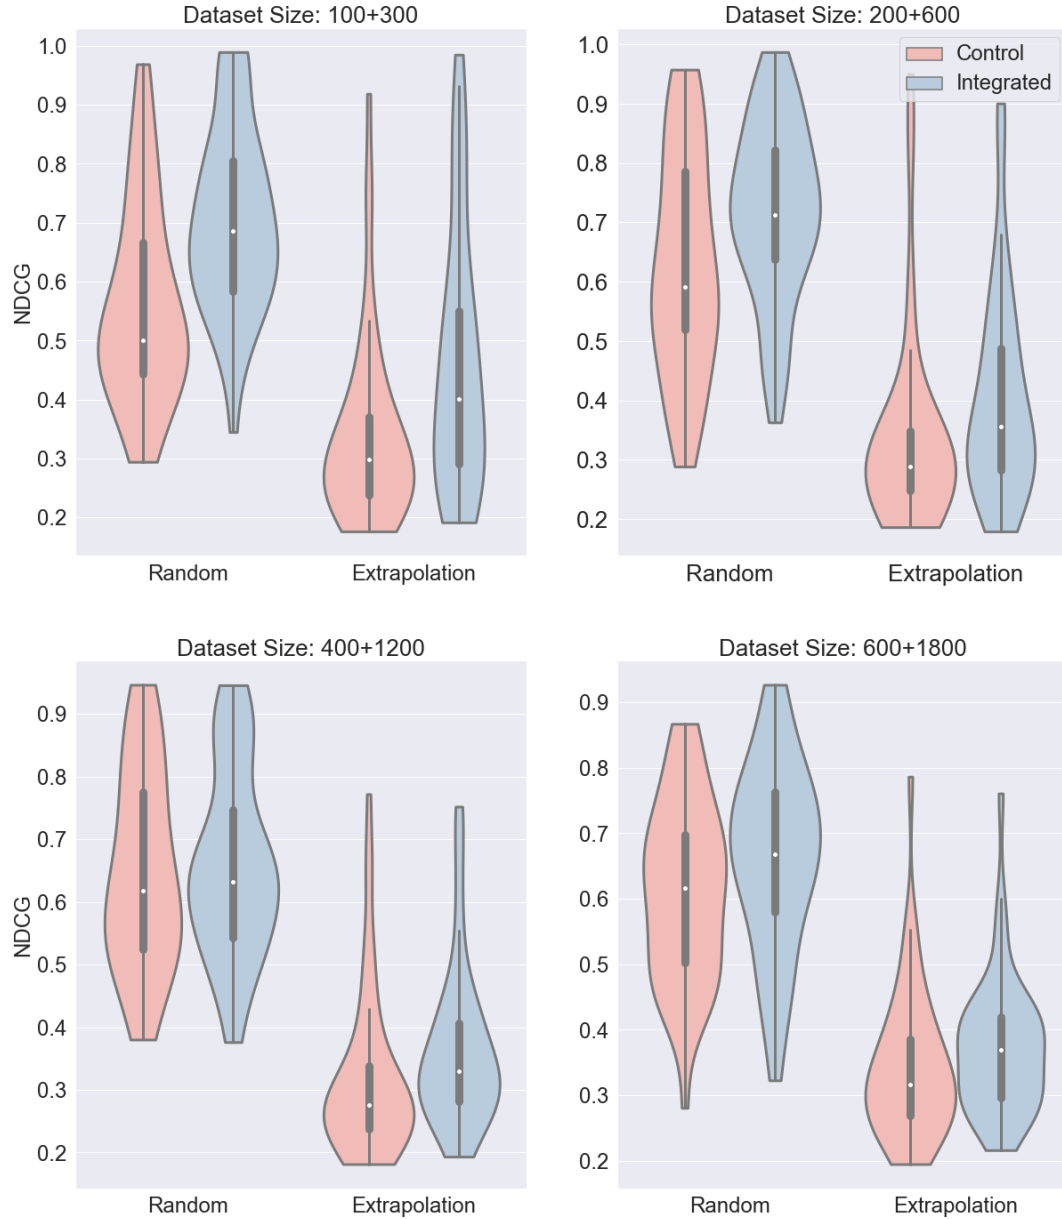 Dataset Size: 100+300
NDCG
1.0
0.9
0.8
0.7
0.6
0.5
0.4
0.3
0.2
Random
Extrapolation
Dataset Size: 200+600
Control
Integrated
1.0
0.9
0.8
0.7
0.6
0.5
0.4
0.3
0.2
Random
Extrapolation
Dataset Size: 400+1200
NDCG
0.9
0.8
0.7
0.6
0.5
0.4
0.3
0.2
Random
Extrapolation
Dataset Size: 600+1800
0.9
0.8
0.7
0.6
0.5
0.4
0.3
0.2
Random
Extrapolation